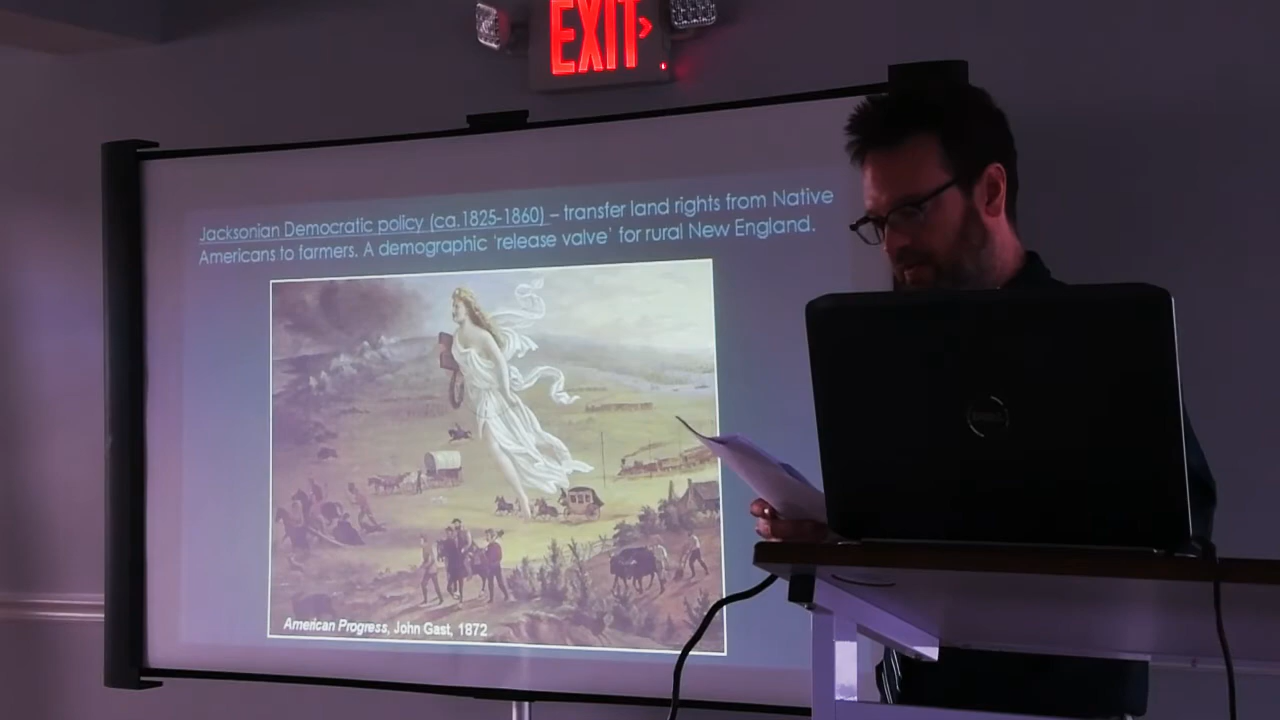 EXIT
Jacksonian Democratic policy (ca.1825-1860) – transfer land rights from Native
Americans to farmers. A demographic 'release valve' for rural New England.
American Progress, John Gast, 1872
DELL